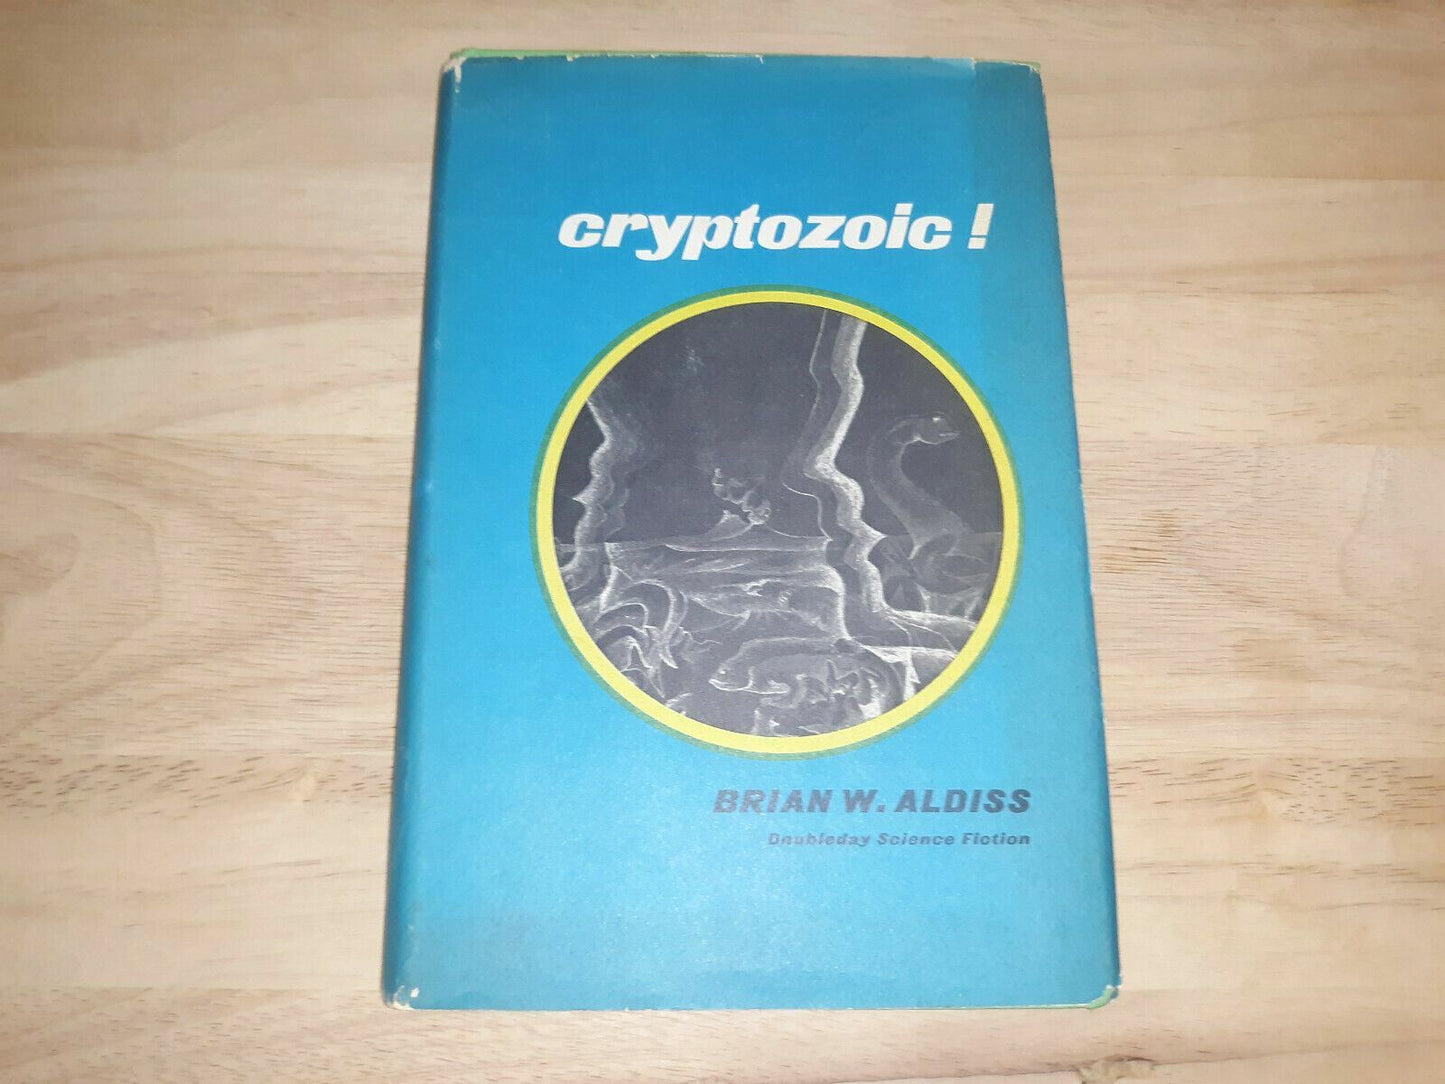 cryptozoic !
BRIAN W. ALDISS
Doubleday Science Fiction